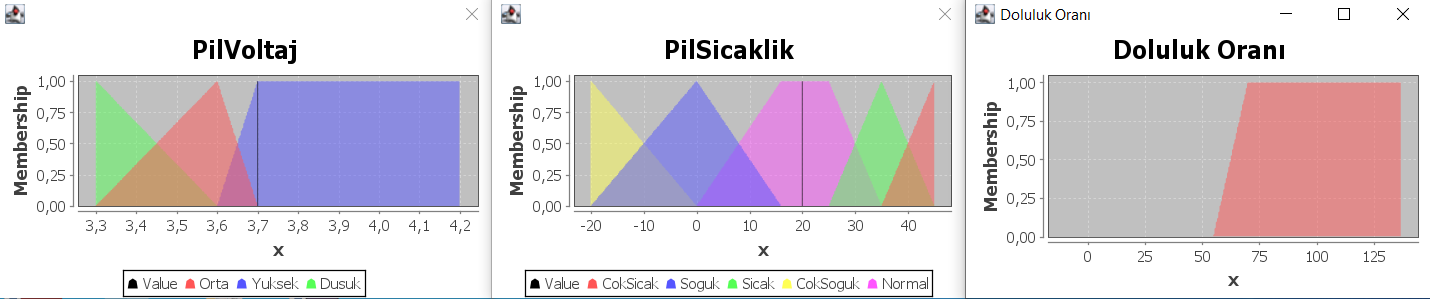 Doluluk Oranı
PilVoltaj
PilSicaklik
Doluluk Oranı
Membership
1,00
0,75
0,50
0,25
0,00
3,3 3,4 3,5 3,6 3,7 3,8 3,9 4,0 4,1 4,2
x
Value Orta Yuksek Dusuk
Membership
1,00
0,75
0,50
0,25
0,00
-20 -10 0 10 20 30 40
x
Value CokSicak Soguk Sicak CokSoguk Normal
Membership
1,00
0,75
0,50
0,25
0,00
0 25 50 75 100 125
x